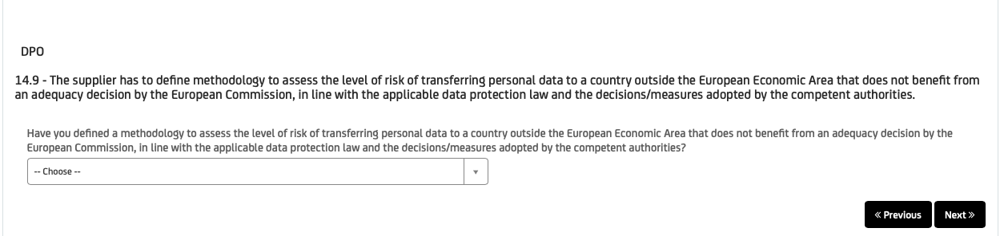 DPO
14.9 - The supplier has to define methodology to assess the level of risk of transferring personal data to a country outside the European Economic Area that does not benefit from
an adequacy decision by the European Commission, in line with the applicable data protection law and the decisions/measures adopted by the competent authorities.
Have you defined a methodology to assess the level of risk of transferring personal data to a country outside the European Economic Area that does not benefit from an adequacy decision by the
European Commission, in line with the applicable data protection law and the decisions/measures adopted by the competent authorities?
-- Choose --
« Previous
Next »